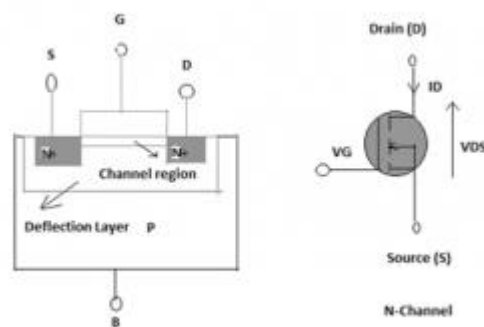 G
S
D
N+
N+
Channel region
Deflection Layer P
B
Drain (D)
ID
VG
VDS
Source (S)
N-Channel